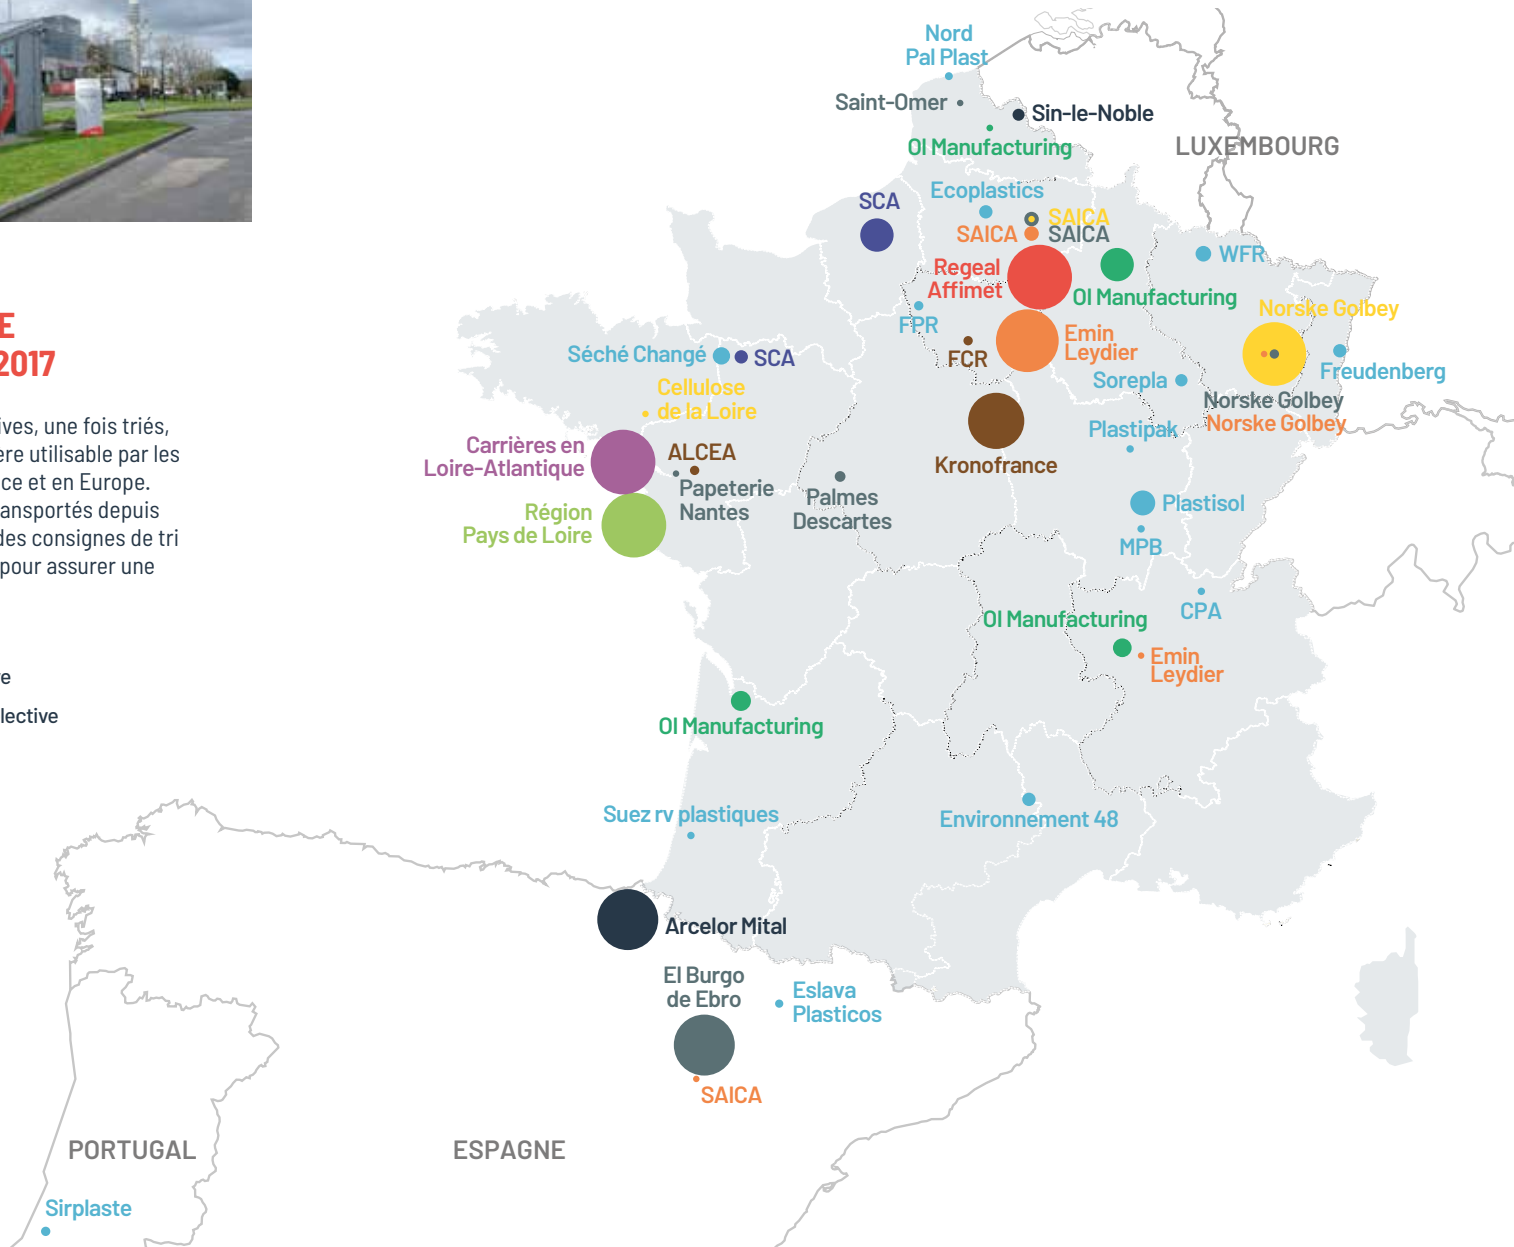 E
2017
ives, une fois triés,
ère utilisable par les
ce et en Europe.
ransportés depuis
des consignes de tri
pour assurer une
e
lective
Nord
Pal Plast
Saint-Omer
Sin-le-Noble
OI Manufacturing
LUXEMBOURG
Ecoplastics
SCA
SAICA
SAICA
SAICA
WFR
Regeal
Affimet
OI Manufacturing
Norske Golbey
FPR
Emin
Leydier
FCR
Séché Changé
SCA
Freudenberg
Sorepla
Cellulose
de la Loire
Norske Golbey
Norske Golbey
Plastipak
Carrières en
Loire-Atlantique
ALCEA
Kronofrance
Papeterie
Nantes
Palmes
Descartes
Plastisol
Région
Pays de Loire
MPB
CPA
OI Manufacturing
Emin
Leydier
OI Manufacturing
Suez rv plastiques
Environnement 48
Arcelor Mital
El Burgo
de Ebro
Eslava
Plasticos
SAICA
PORTUGAL
ESPAGNE
Sirplaste